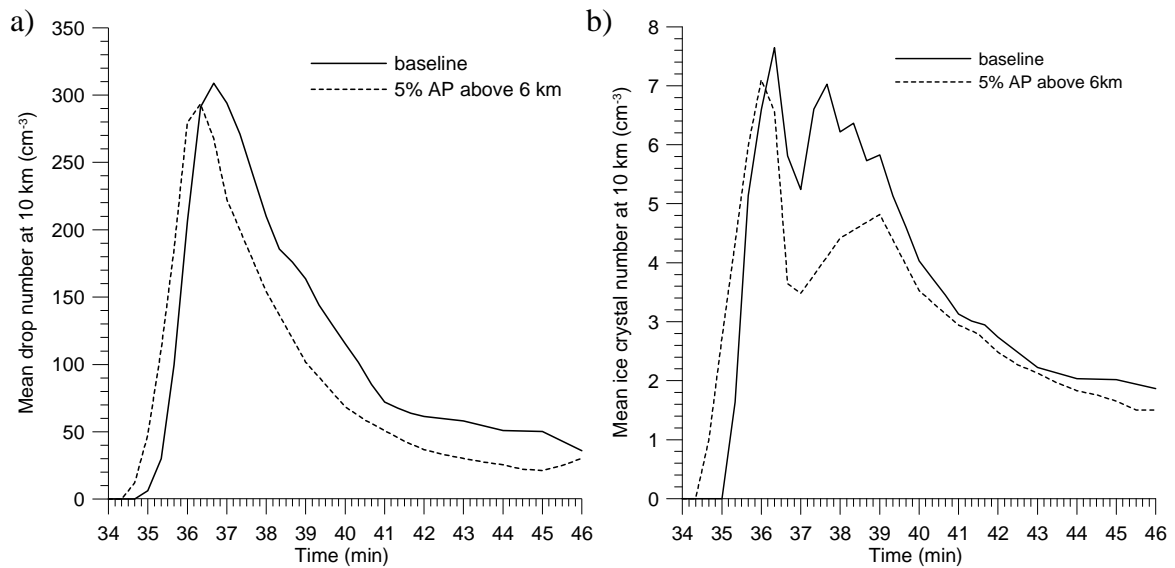 a)
350
300
250
200
150
100
50
0
Mean drop number at 10 km (cm⁻³)
baseline
5% AP above 6 km
34 35 36 37 38 39 40 41 42 43 44 45 46
Time (min)
b)
8
7
6
5
4
3
2
1
0
Mean ice crystal number at 10 km (cm⁻³)
baseline
5% AP above 6km
34 35 36 37 38 39 40 41 42 43 44 45 46
Time (min)